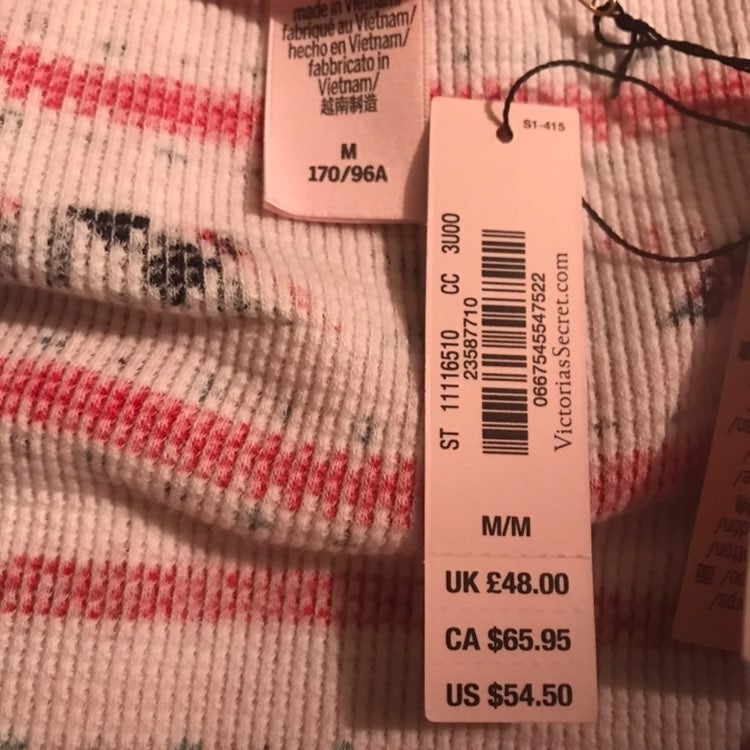 made in Vietnam/
fabriqué au Vietnam/
hecho en Vietnam/
fabbricato in
Vietnam/
越南制造
M
170/96A
S1-415
ST 11116510 CC 3U00
23587710
0667545547522
VictoriasSecret.com
M/M
UK £48.00
CA $65.95
US $54.50